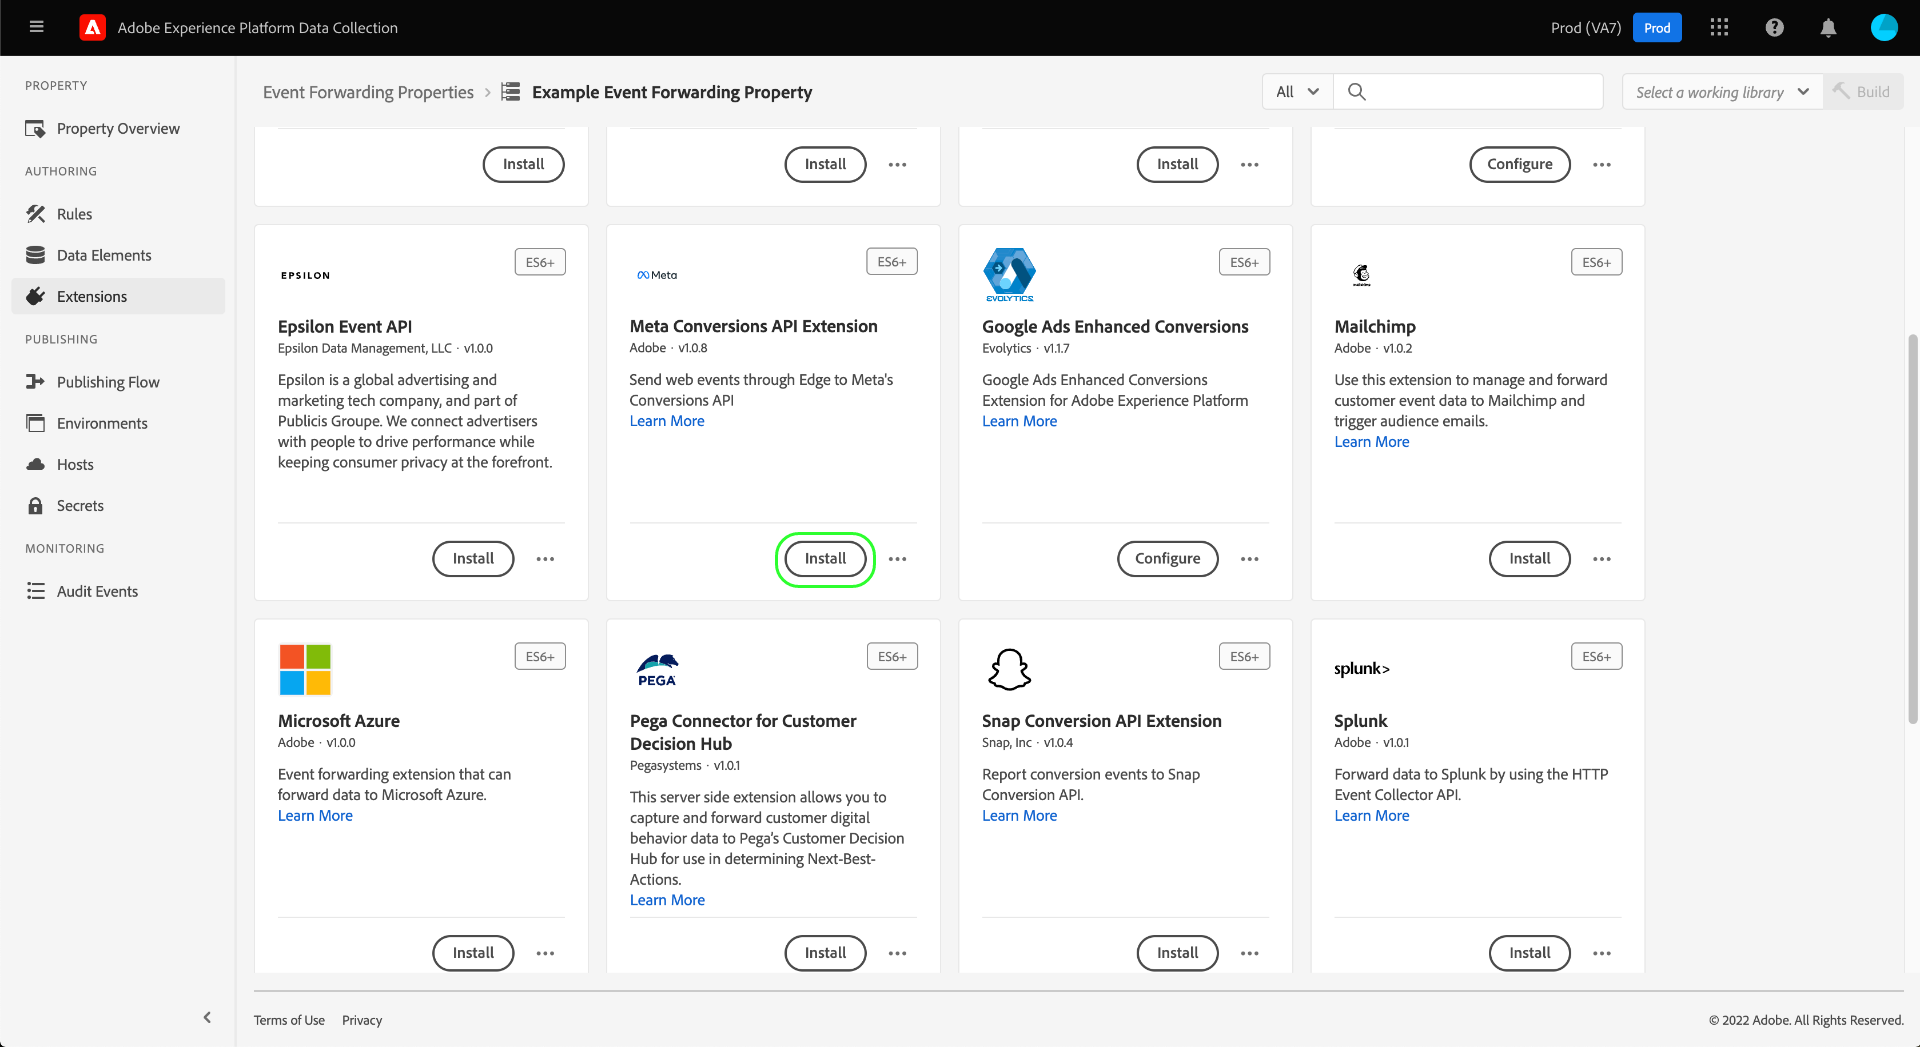 Adobe Experience Platform Data Collection
Prod (VA7)
Prod
PROPERTY
Property Overview
AUTHORING
Rules
Data Elements
Extensions
PUBLISHING
Publishing Flow
Environments
Hosts
Secrets
MONITORING
Audit Events
Event Forwarding Properties > Example Event Forwarding Property
All
Select a working library
Build
Install
Install
Install
Configure
EPSILON
ES6+
Epsilon Event API
Epsilon Data Management, LLC · v1.0.0
Epsilon is a global advertising and
marketing tech company, and part of
Publicis Groupe. We connect advertisers
with people to drive performance while
keeping consumer privacy at the forefront.
Install
Meta
ES6+
Meta Conversions API Extension
Adobe · v1.0.8
Send web events through Edge to Meta's
Conversions API
Learn More
Install
EVOLYTICS
ES6+
Google Ads Enhanced Conversions
Evolytics · v1.1.7
Google Ads Enhanced Conversions
Extension for Adobe Experience Platform
Learn More
Configure
mailchimp
ES6+
Mailchimp
Adobe · v1.0.2
Use this extension to manage and forward
customer event data to Mailchimp and
trigger audience emails.
Learn More
Install
ES6+
Microsoft Azure
Adobe · v1.0.0
Event forwarding extension that can
forward data to Microsoft Azure.
Learn More
Install
PEGA
ES6+
Pega Connector for Customer
Decision Hub
Pegasystems · v1.0.1
This server side extension allows you to
capture and forward customer digital
behavior data to Pega's Customer Decision
Hub for use in determining Next-Best-
Actions.
Learn More
Install
ES6+
Snap Conversion API Extension
Snap, Inc · v1.0.4
Report conversion events to Snap
Conversion API.
Learn More
Install
splunk>
ES6+
Splunk
Adobe · v1.0.1
Forward data to Splunk by using the HTTP
Event Collector API.
Learn More
Install
Terms of Use
Privacy
© 2022 Adobe. All Rights Reserved.